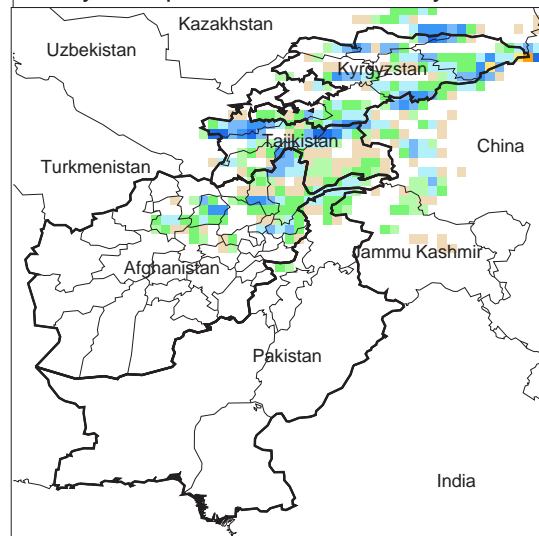 Kazakhstan
Uzbekistan
Kyrgyzstan
Tajikistan
China
Turkmenistan
Jammu Kashmir
Afghanistan
Pakistan
India